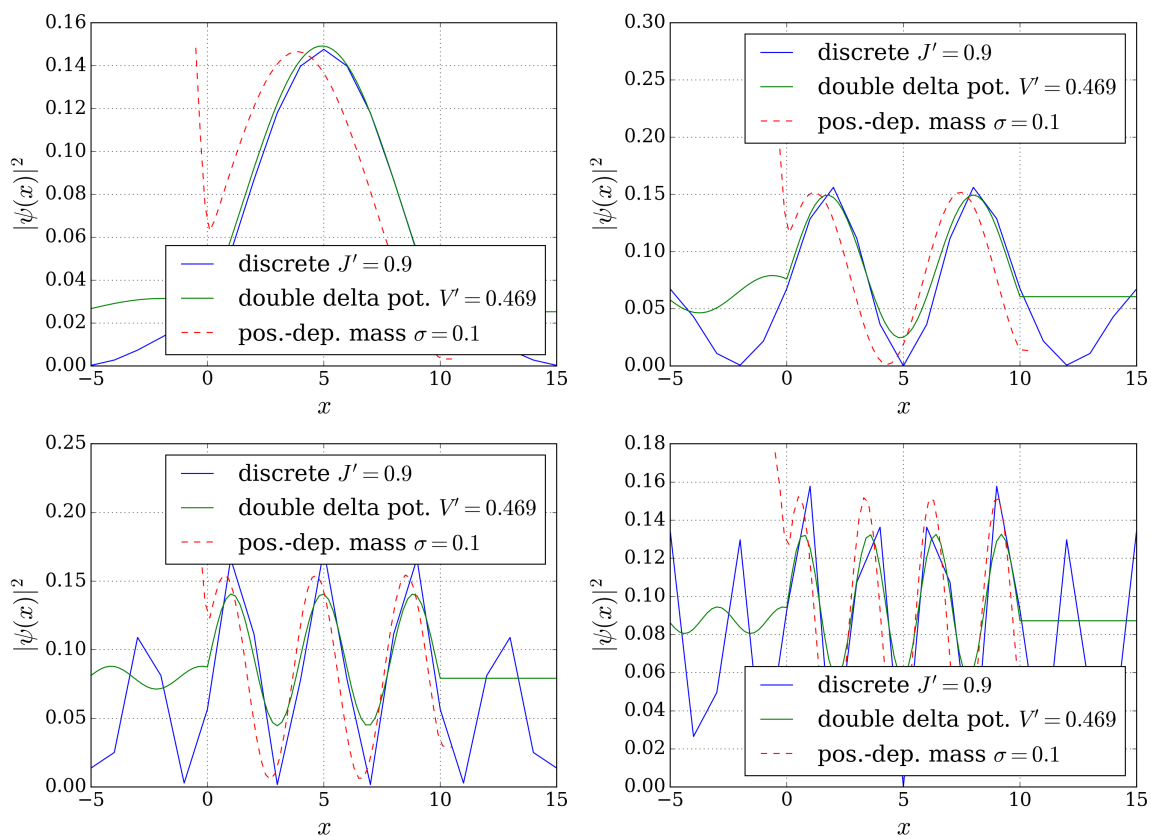 0.16
0.14
0.12
0.10
0.08
0.06
0.04
0.02
0.00
|ψ(x)|²
discrete J′ = 0.9
double delta pot. V′ = 0.469
pos.-dep. mass σ = 0.1
−5 0 5 10 15
x
0.30
0.25
0.20
0.15
0.10
0.05
0.00
|ψ(x)|²
discrete J′ = 0.9
double delta pot. V′ = 0.469
pos.-dep. mass σ = 0.1
−5 0 5 10 15
x
0.25
0.20
0.15
0.10
0.05
0.00
|ψ(x)|²
discrete J′ = 0.9
double delta pot. V′ = 0.469
pos.-dep. mass σ = 0.1
−5 0 5 10 15
x
0.18
0.16
0.14
0.12
0.10
0.08
0.06
0.04
0.02
0.00
|ψ(x)|²
discrete J′ = 0.9
double delta pot. V′ = 0.469
pos.-dep. mass σ = 0.1
−5 0 5 10 15
x